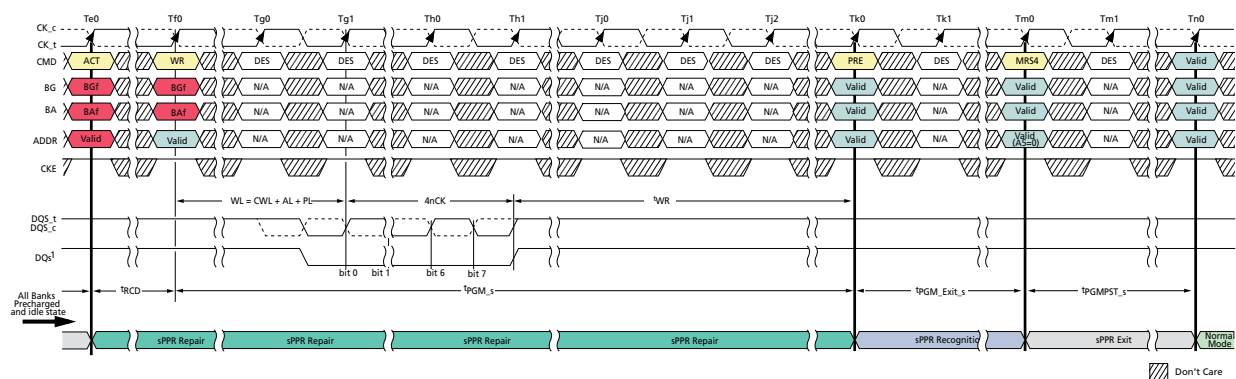 Te0 Tf0 Tg0 Tg1 Th0 Th1 Tj0 Tj1 Tj2 Tk0 Tk1 Tm0 Tm1 Tn0
CK_c
CK_t
CMD ACT WR DES DES DES DES DES DES DES PRE DES MRS4 DES Valid
BG BGf BGf N/A N/A N/A N/A N/A N/A N/A Valid N/A Valid N/A Valid
BA BAf BAf N/A N/A N/A N/A N/A N/A N/A Valid N/A Valid N/A Valid
ADDR Valid Valid N/A N/A N/A N/A N/A N/A N/A Valid N/A Valid (A5=0) N/A Valid
CKE
WL = CWL + AL + PL 4nCK tWR
DQS_t
DQS_c
DQs1
bit 0 bit 1 bit 6 bit 7
All Banks
Precharged
and idle state
tRCD tPGM_s tPGM_Exit_s tPGMPST_s
sPPR Repair sPPR Repair sPPR Repair sPPR Repair sPPR Recognitio sPPR Exit Normal
Mode
Don't Care